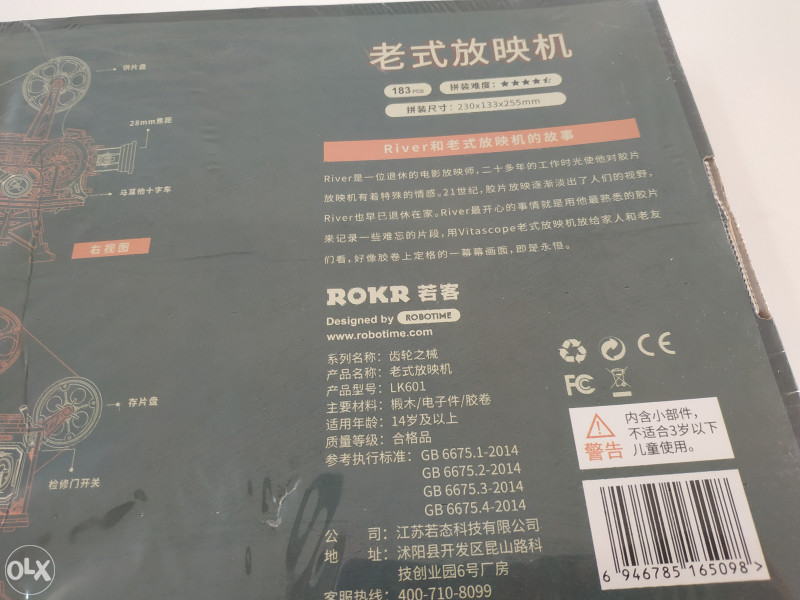 老式放映机
183PCS 拼装难度：★★★★⯪
拼装尺寸：230x133x255mm
River和老式放映机的故事
River是一位退休的电影放映师，二十多年的工作时光使他对胶片
放映机有着特殊的情感。21世纪，胶片放映逐渐淡出了人们的视野，
River也早已退休在家。River最开心的事情就是用他最熟悉的胶片
来记录一些难忘的片段，用Vitascope老式放映机放给家人和老友
们看，好像胶卷上定格的一幕幕画面，即是永恒。
供片盘
28mm焦距
马耳他十字车
右视图
存片盘
检修门开关
ROKR 若客
Designed by ROBOTIME
www.robotime.com
系列名称：齿轮之械
产品名称：老式放映机
产品型号：LK601
主要材料：椴木/电子件/胶卷
适用年龄：14岁及以上
质量等级：合格品
参考执行标准：GB 6675.1-2014
GB 6675.2-2014
GB 6675.3-2014
GB 6675.4-2014
公 司：江苏若态科技有限公司
地 址：沭阳县开发区昆山路科
技创业园6号厂房
客服热线：400-710-8099
CE
FC
警告
内含小部件，
不适合3岁以下
儿童使用。
6 946785 165098 >
OLX